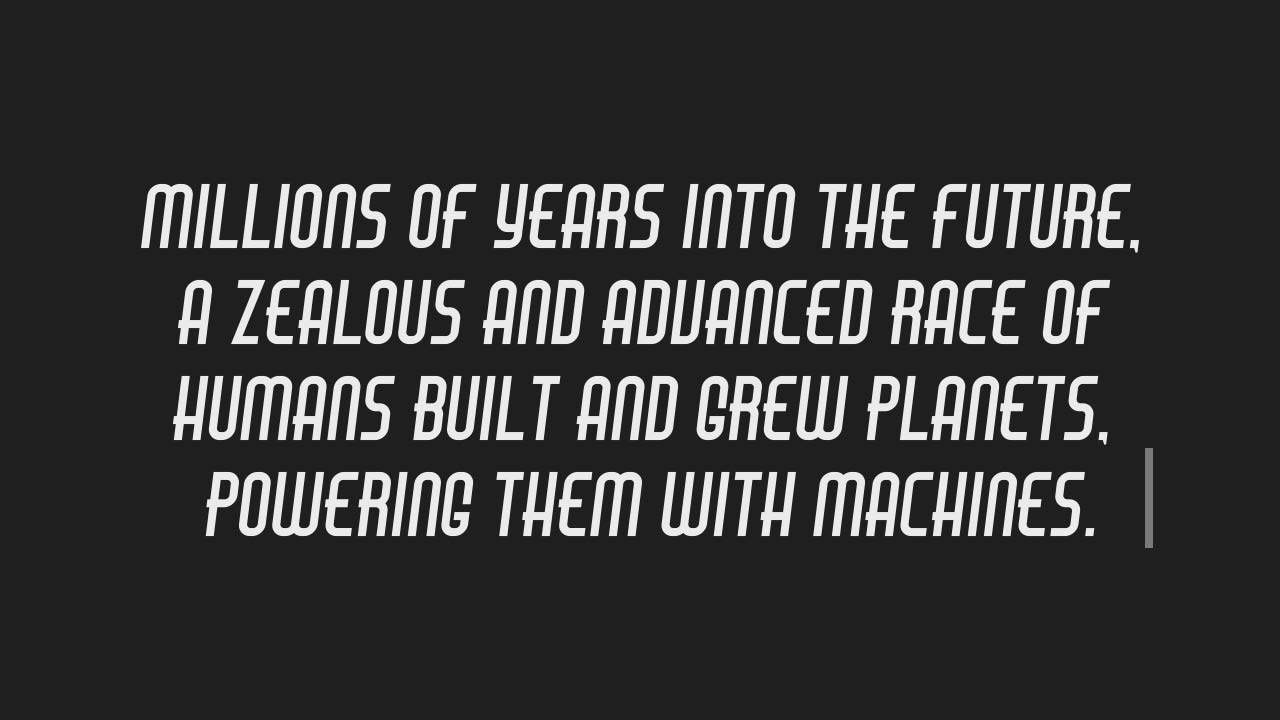 MILLIONS OF YEARS INTO THE FUTURE,
A ZEALOUS AND ADVANCED RACE OF
HUMANS BUILT AND GREW PLANETS,
POWERING THEM WITH MACHINES.